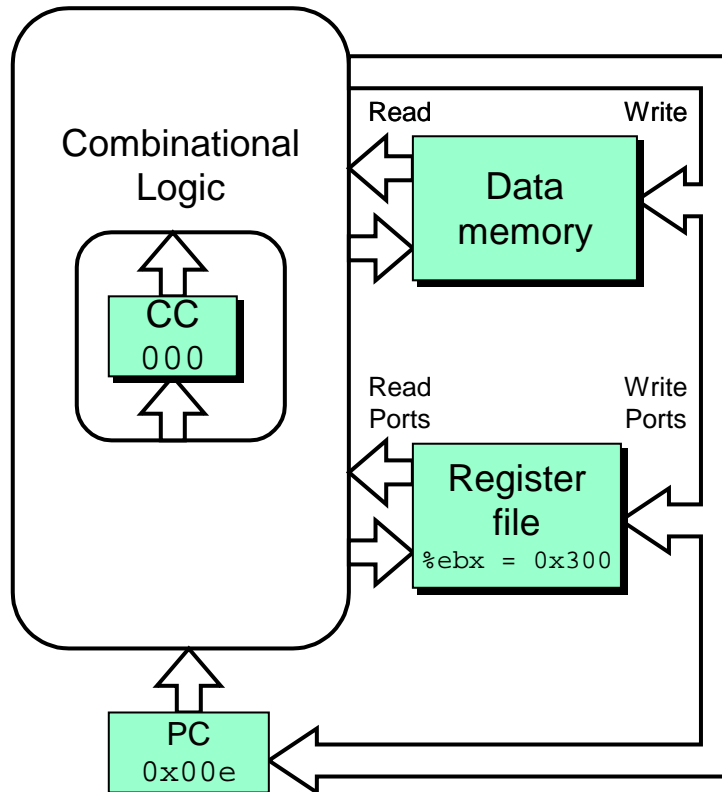 Combinational
Logic
CC
000
Read
Write
Data
memory
Read
Ports
Write
Ports
Register
file
%ebx = 0x300
PC
0x00e